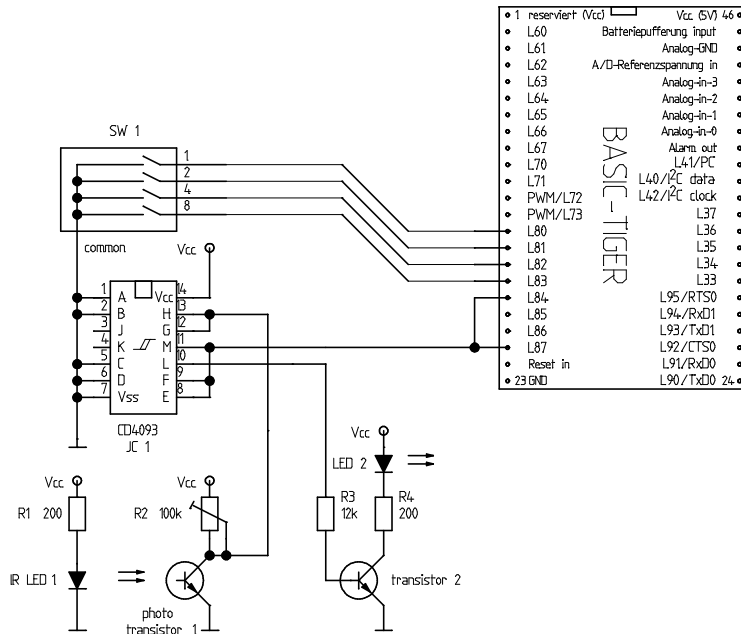 1 reserviert (Vcc) Vcc (5V) 46
L60 Batteriepufferung input
L61 Analog-GND
L62 A/D-Referenzspannung in
L63 Analog-in-3
L64 Analog-in-2
L65 Analog-in-1
L66 Analog-in-0
L67 Alarm out
L70 L41/PC
L71 L40/I²C data
PWM/L72 L42/I²C clock
PWM/L73 L37
L80 L36
L81 L35
L82 L34
L83 L33
L84 L95/RTS0
L85 L94/RxD1
L86 L93/TxD1
L87 L92/CTS0
Reset in L91/RxD0
23 GND L90/TxD0 24
BASIC-TIGER
SW 1
1
2
4
8
common
Vcc
1 A Vcc 14
2 B H 13
3 J G 12
4 K M 11
5 C L 10
6 D F 9
7 Vss E 8
CD4093
JC 1
Vcc
R1 200
IR LED 1
Vcc
R2 100k
photo
transistor 1
Vcc
LED 2
R3
12k
R4
200
transistor 2